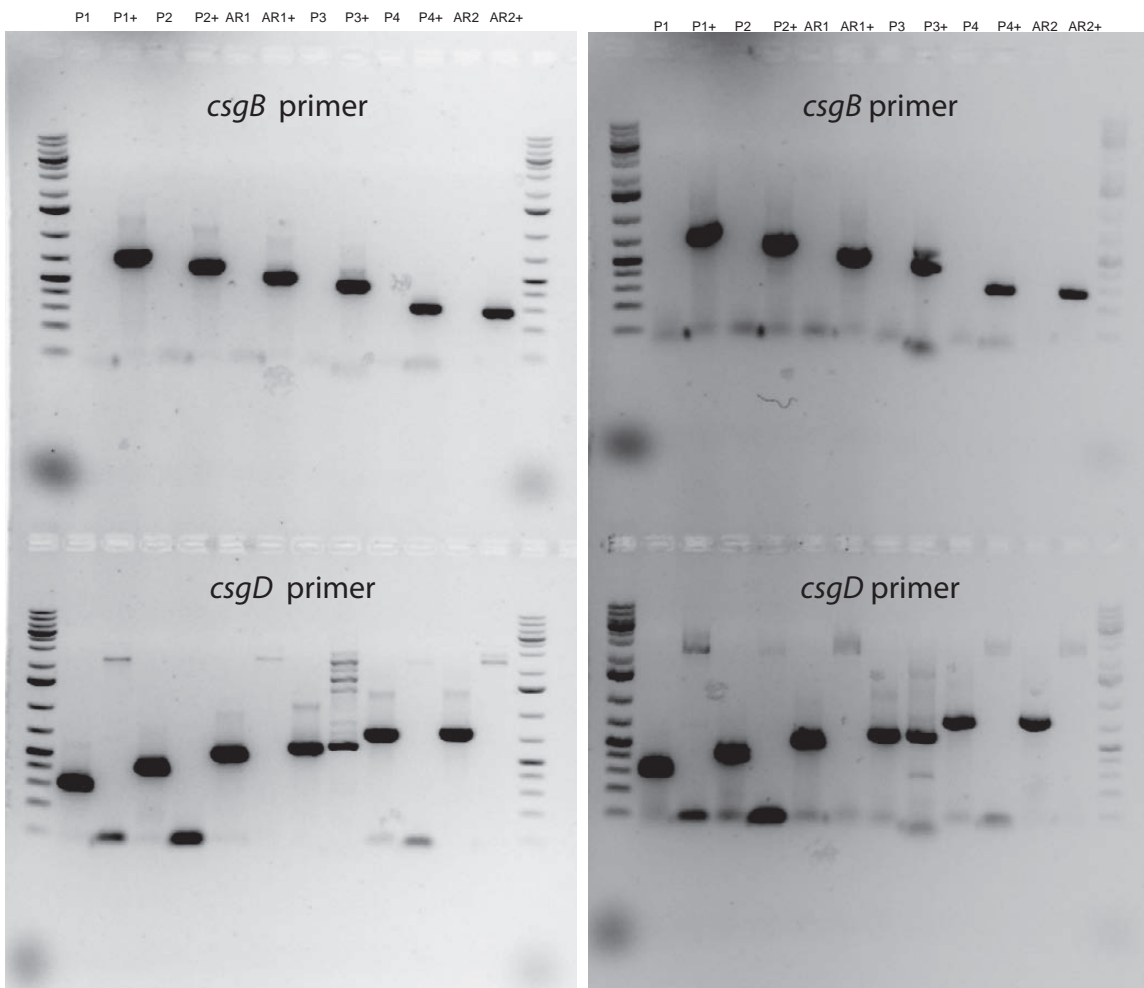 P1 P1+ P2 P2+ AR1 AR1+ P3 P3+ P4 P4+ AR2 AR2+
csgB primer
csgD primer
P1 P1+ P2 P2+ AR1 AR1+ P3 P3+ P4 P4+ AR2 AR2+
csgB primer
csgD primer